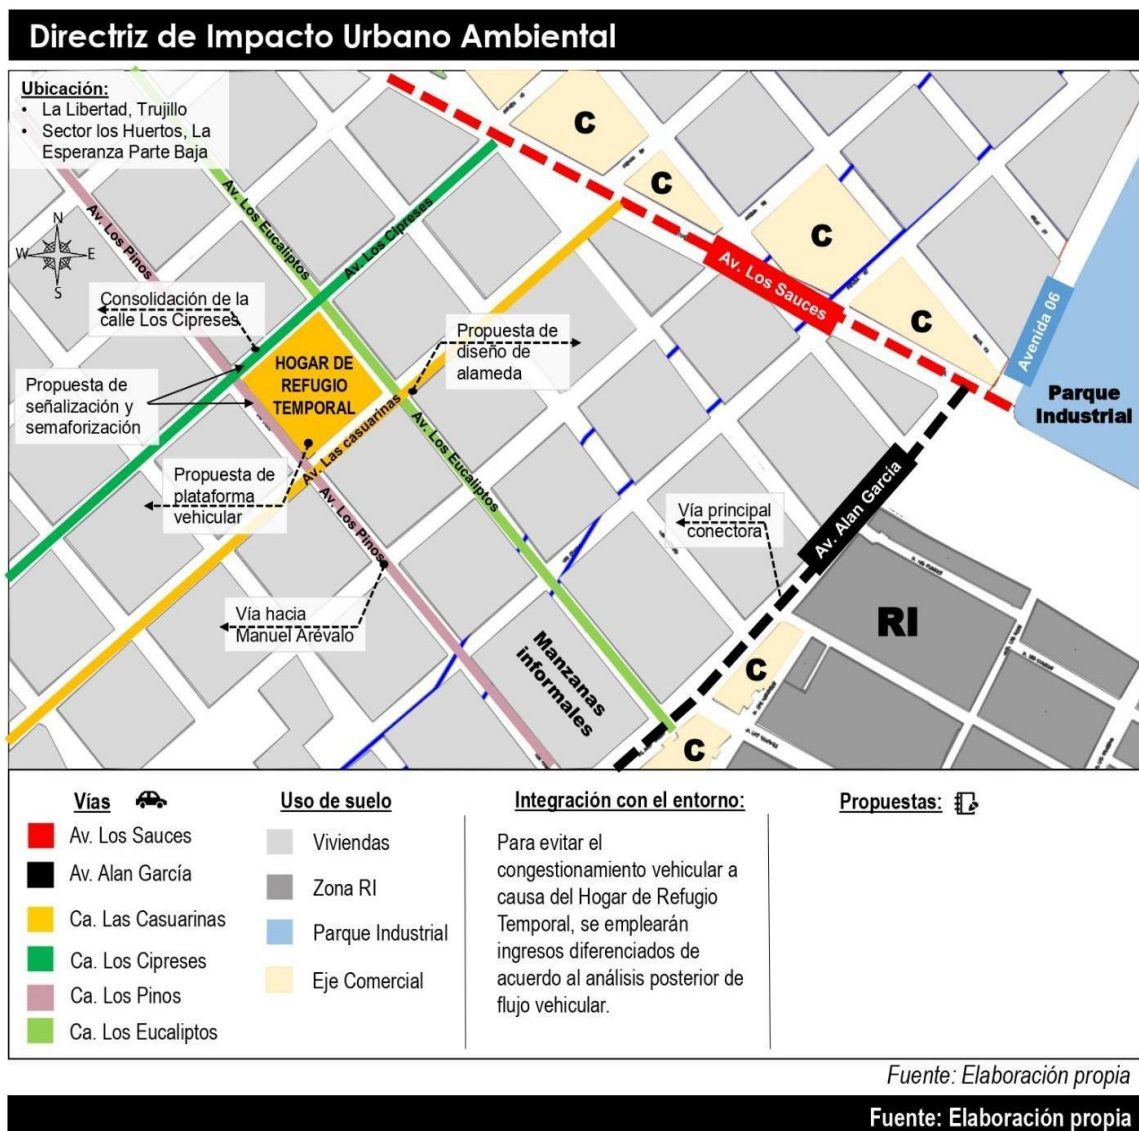 Directriz de Impacto Urbano Ambiental
Ubicación:
• La Libertad, Trujillo
• Sector los Huertos, La
Esperanza Parte Baja
N
W
E
S
C
C
C
C
Av. Los Pinos
Av. Los Eucaliptos
Av. Los Cipreses
Av. Los Sauces
Avenida 06
Parque
Industrial
Consolidación de la
calle Los Cipreses
Propuesta de
diseño de
alameda
HOGAR DE
REFUGIO
TEMPORAL
Propuesta de
señalización y
semaforización
Av. Las casuarinas
Av. Los Eucaliptos
Propuesta de
plataforma
vehicular
Av. Los Pinos
Vía principal
conectora
Av. Alan García
RI
Vía hacia
Manuel Arévalo
Manzanas
informales
C
C
Vías
Av. Los Sauces
Av. Alan García
Ca. Las Casuarinas
Ca. Los Cipreses
Ca. Los Pinos
Ca. Los Eucaliptos
Uso de suelo
Viviendas
Zona RI
Parque Industrial
Eje Comercial
Integración con el entorno:
Para evitar el
congestionamiento vehicular a
causa del Hogar de Refugio
Temporal, se emplearán
ingresos diferenciados de
acuerdo al análisis posterior de
flujo vehicular.
Propuestas:
Fuente: Elaboración propia
Fuente: Elaboración propia